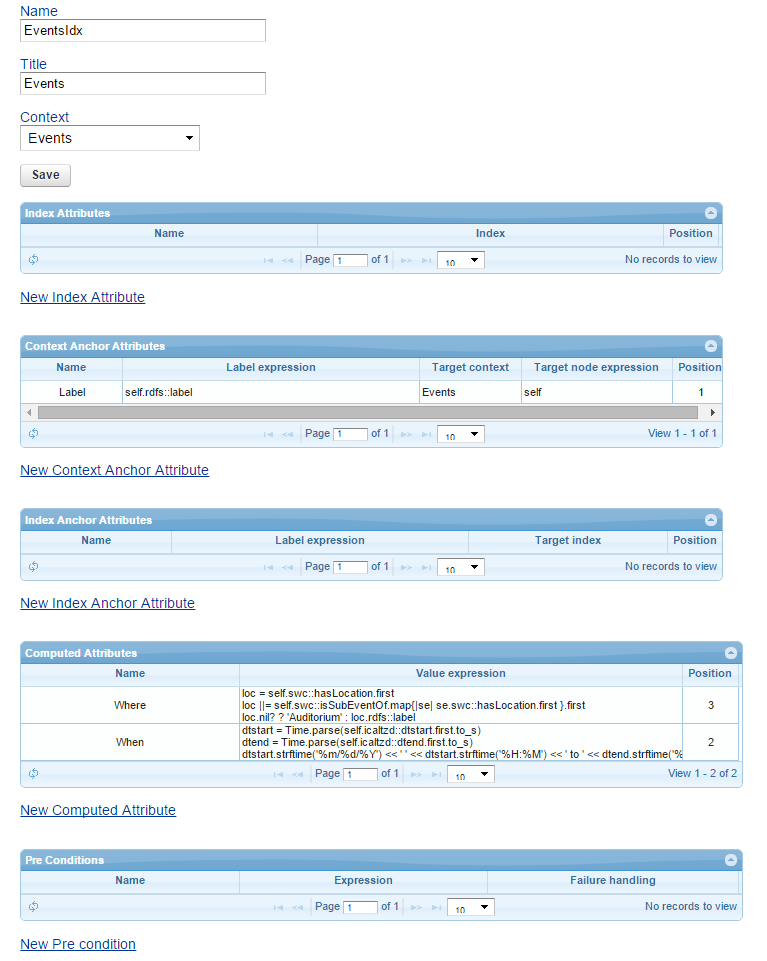 Name
EventsIdx
Title
Events
Context
Events
Save
Index Attributes
Name Index Position
Page 1 of 1 10 No records to view
New Index Attribute
Context Anchor Attributes
Name Label expression Target context Target node expression Position
Label self.rdfs::label Events self 1
Page 1 of 1 10 View 1 - 1 of 1
New Context Anchor Attribute
Index Anchor Attributes
Name Label expression Target index Position
Page 1 of 1 10 No records to view
New Index Anchor Attribute
Computed Attributes
Name Value expression Position
loc = self.swc::hasLocation.first
Where loc ||= self.swc::isSubEventOf.map{|se| se.swc::hasLocation.first }.first 3
loc.nil? ? 'Auditorium' : loc.rdfs::label
dtstart = Time.parse(self.icaltzd::dtstart.first.to_s)
When dtend = Time.parse(self.icaltzd::dtend.first.to_s) 2
dtstart.strftime('%m/%d/%Y') << ' ' << dtstart.strftime('%H:%M') << ' to ' << dtend.strftime('%
Page 1 of 1 10 View 1 - 2 of 2
New Computed Attribute
Pre Conditions
Name Expression Failure handling
Page 1 of 1 10 No records to view
New Pre condition